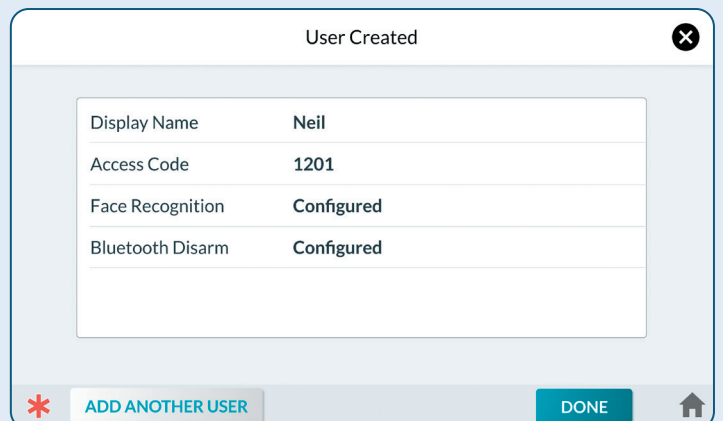 User Created
Display Name Neil
Access Code 1201
Face Recognition Configured
Bluetooth Disarm Configured
ADD ANOTHER USER DONE